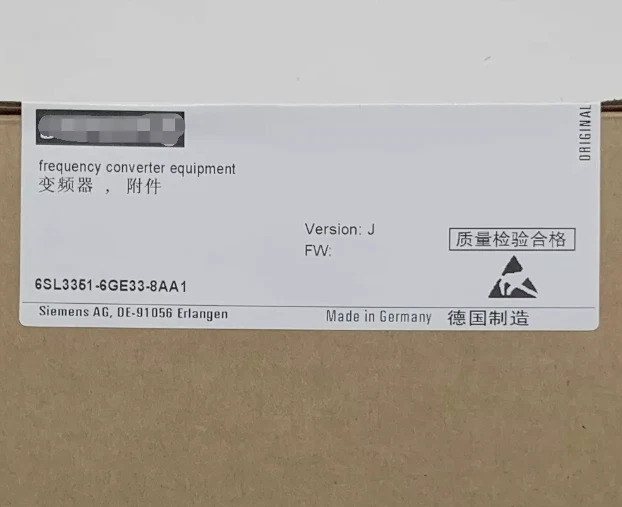 ORIGINAL
frequency converter equipment
变频器 , 附件
Version: J
FW:
质量检验合格
6SL3351-6GE33-8AA1
Siemens AG, DE-91056 Erlangen
Made in Germany 德国制造